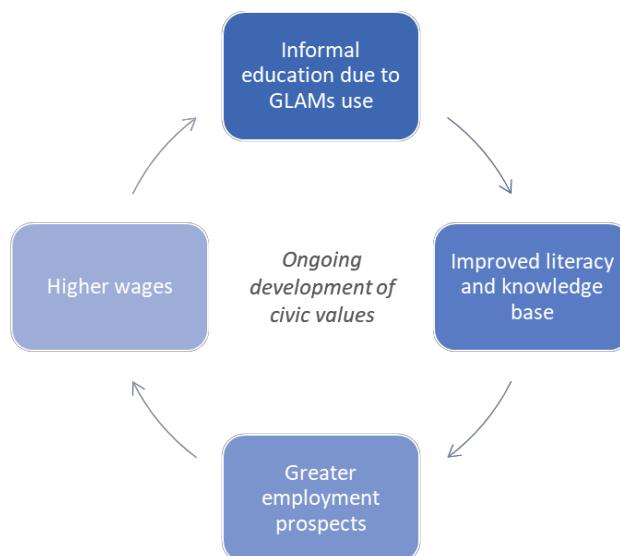 Informal
education due to
GLAMs use
Improved literacy
and knowledge
base
Greater
employment
prospects
Higher wages
Ongoing
development of
civic values